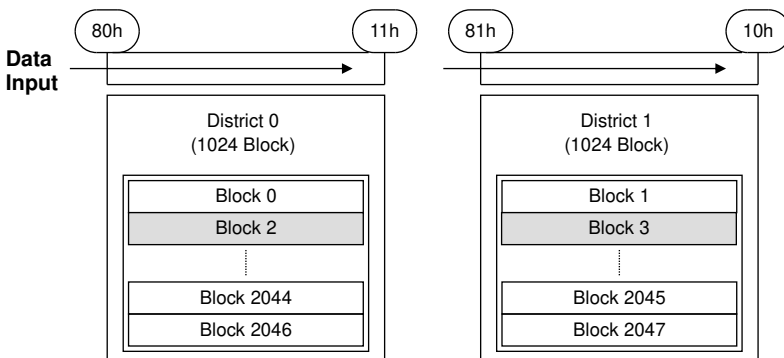 80h
11h
81h
10h
Data
Input
District 0
(1024 Block)
District 1
(1024 Block)
Block 0
Block 2
Block 2044
Block 2046
Block 1
Block 3
Block 2045
Block 2047